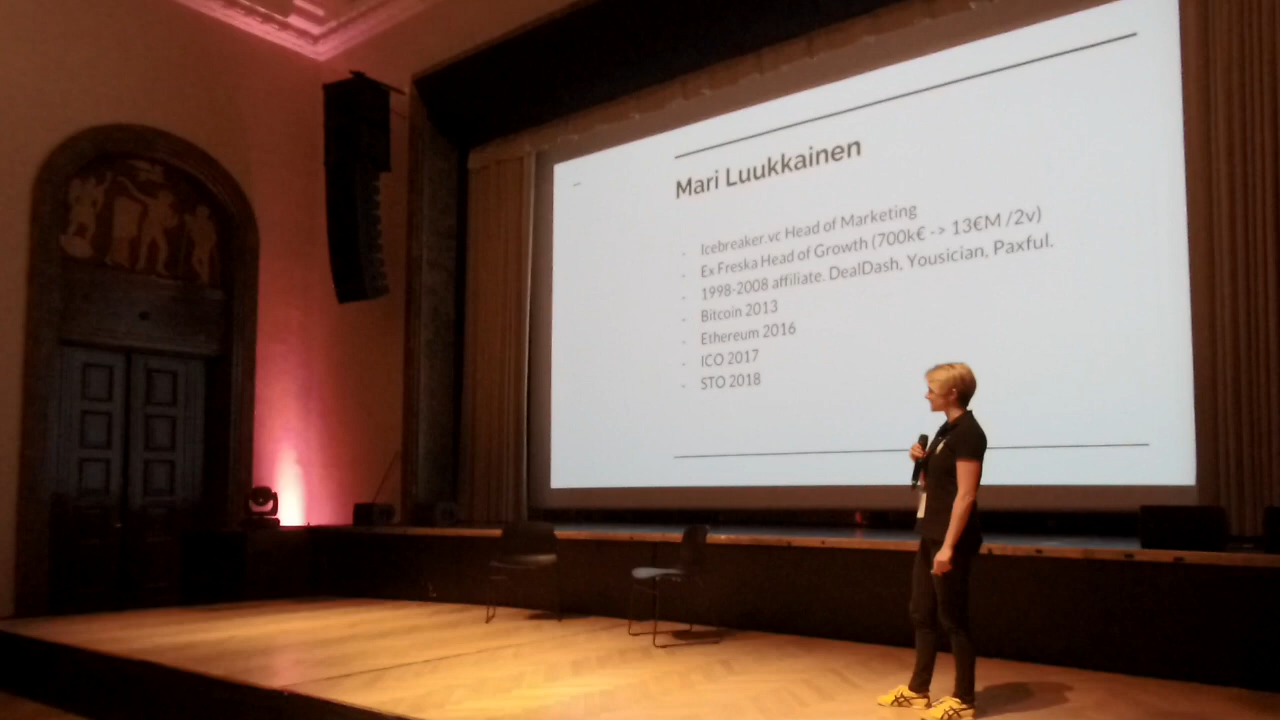 Mari Luukkainen
- Icebreaker.vc Head of Marketing
- Ex Freska Head of Growth (700k€ -> 13€M /2v)
- 1998-2008 affiliate. DealDash, Yousician, Paxful.
- Bitcoin 2013
- Ethereum 2016
- ICO 2017
- STO 2018